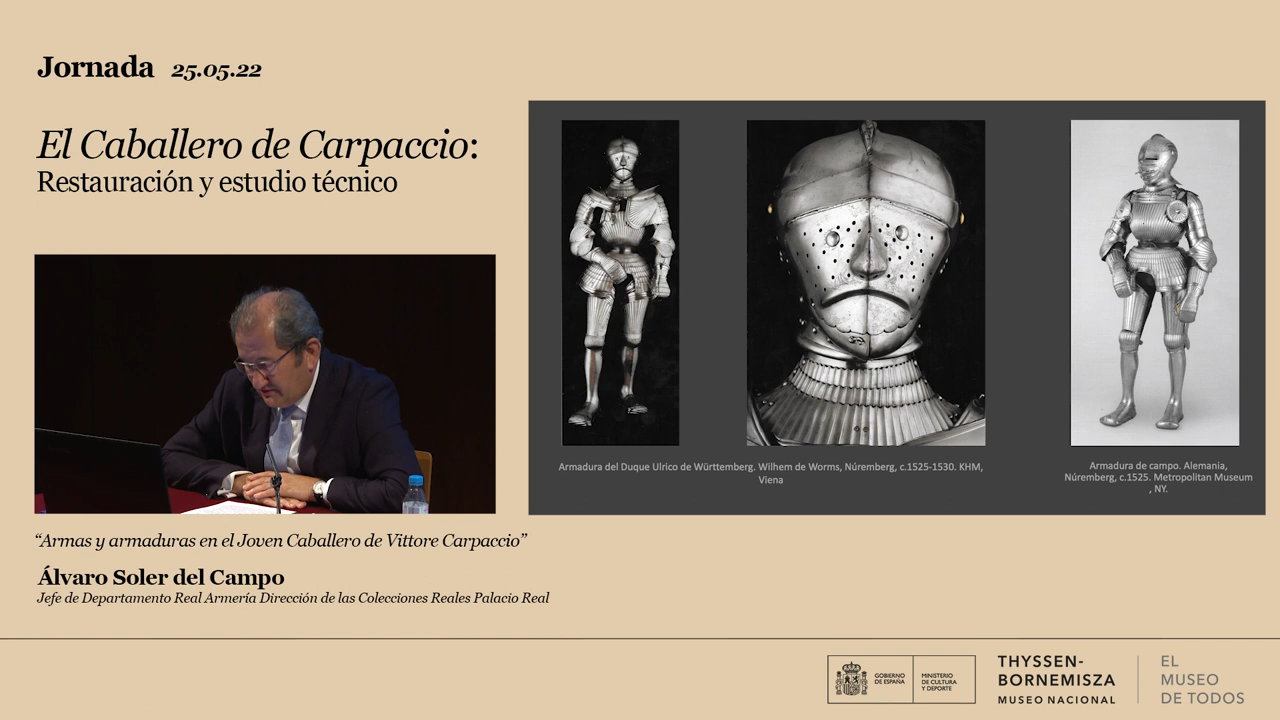 Jornada 25.05.22
El Caballero de Carpaccio:
Restauración y estudio técnico
Armadura del Duque Ulrico de Württemberg. Wilhem de Worms, Núremberg, c.1525-1530. KHM,
Viena
Armadura de campo. Alemania,
Núremberg, c.1525. Metropolitan Museum
, NY.
“Armas y armaduras en el Joven Caballero de Vittore Carpaccio”
Álvaro Soler del Campo
Jefe de Departamento Real Armería Dirección de las Colecciones Reales Palacio Real
GOBIERNO
DE ESPAÑA
MINISTERIO
DE CULTURA
Y DEPORTE
THYSSEN-
BORNEMISZA
MUSEO NACIONAL
EL
MUSEO
DE TODOS